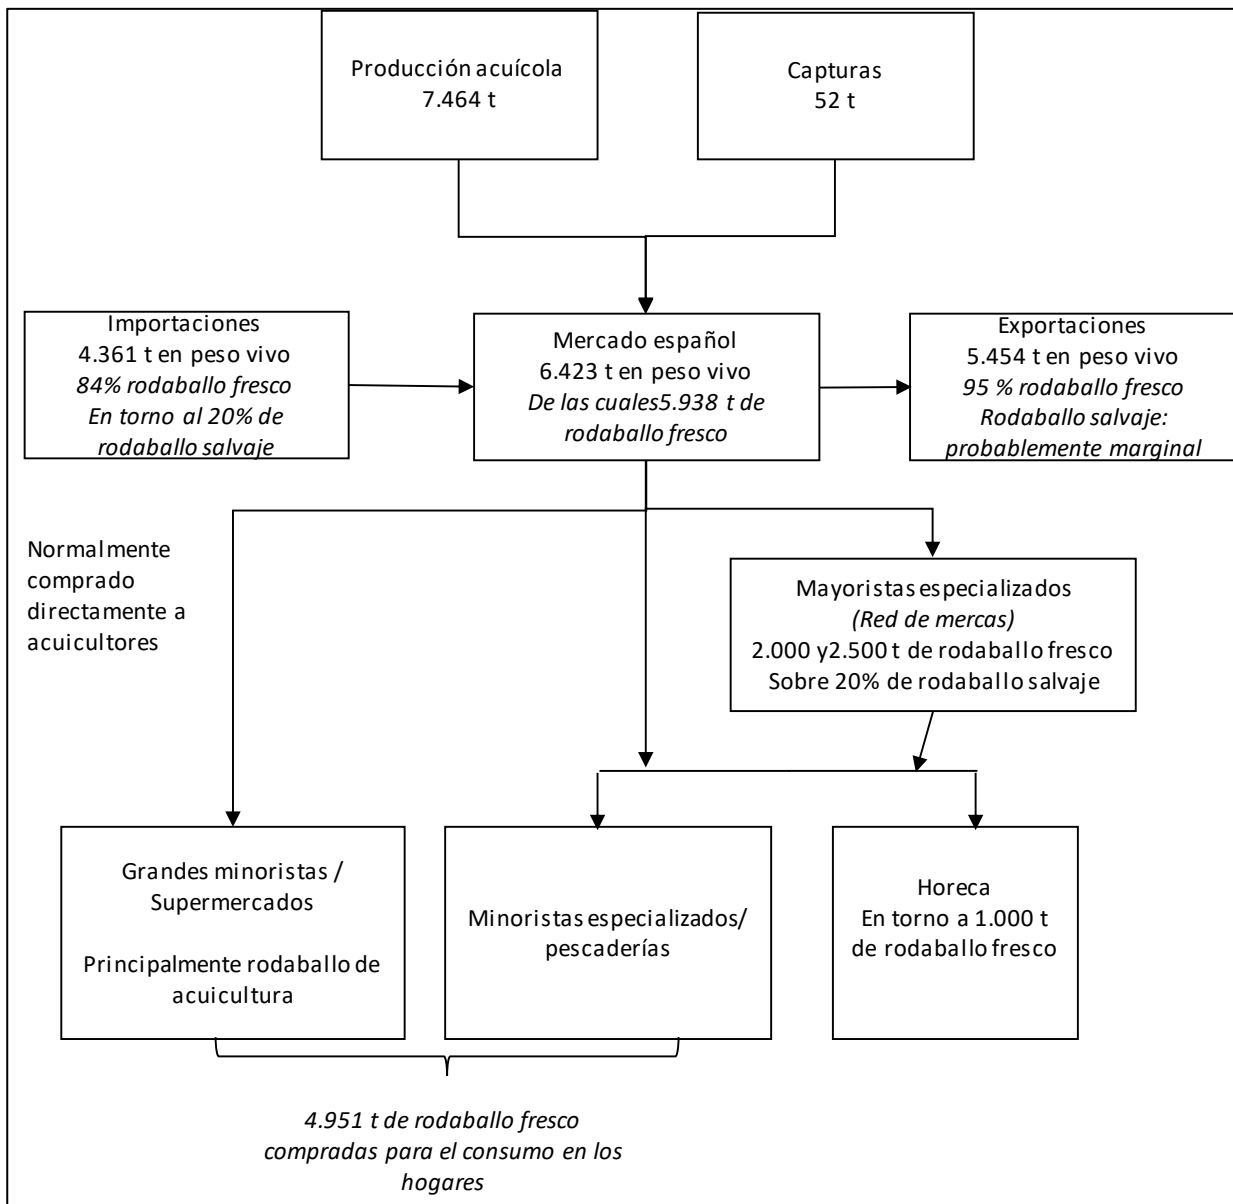 Producción acuícola
7.464 t
Capturas
52 t
Importaciones
4.361 t en peso vivo
84% rodaballo fresco
En torno al 20% de
rodaballo salvaje
Mercado español
6.423 t en peso vivo
De las cuales5.938 t de
rodaballo fresco
Exportaciones
5.454 t en peso vivo
95 % rodaballo fresco
Rodaballo salvaje:
probablemente marginal
Normalmente
comprado
directamente a
acuicultores
Mayoristas especializados
(Red de mercas)
2.000 y2.500 t de rodaballo fresco
Sobre 20% de rodaballo salvaje
Grandes minoristas /
Supermercados
Principalmente rodaballo de
acuicultura
Minoristas especializados/
pescaderías
Horeca
En torno a 1.000 t
de rodaballo fresco
4.951 t de rodaballo fresco
compradas para el consumo en los
hogares